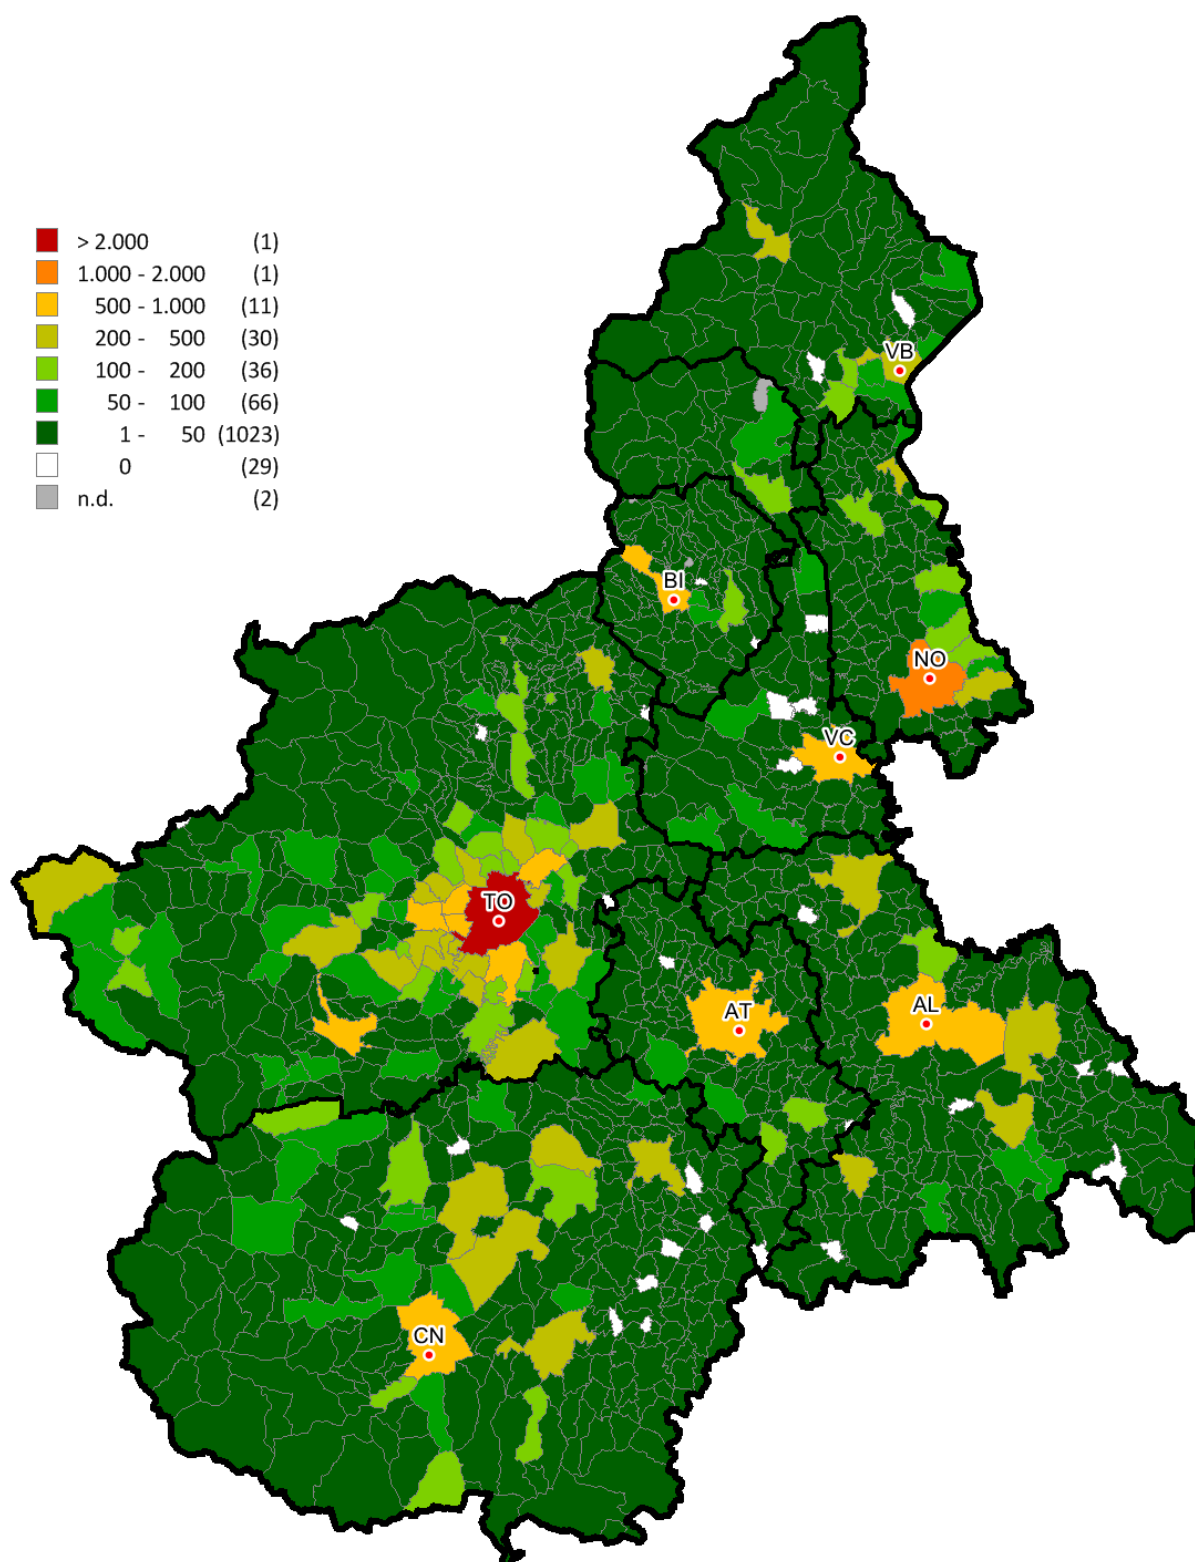 > 2.000 (1)
1.000 - 2.000 (1)
500 - 1.000 (11)
200 - 500 (30)
100 - 200 (36)
50 - 100 (66)
1 - 50 (1023)
0 (29)
n.d. (2)
VB
BI
NO
VC
TO
AT
AL
CN